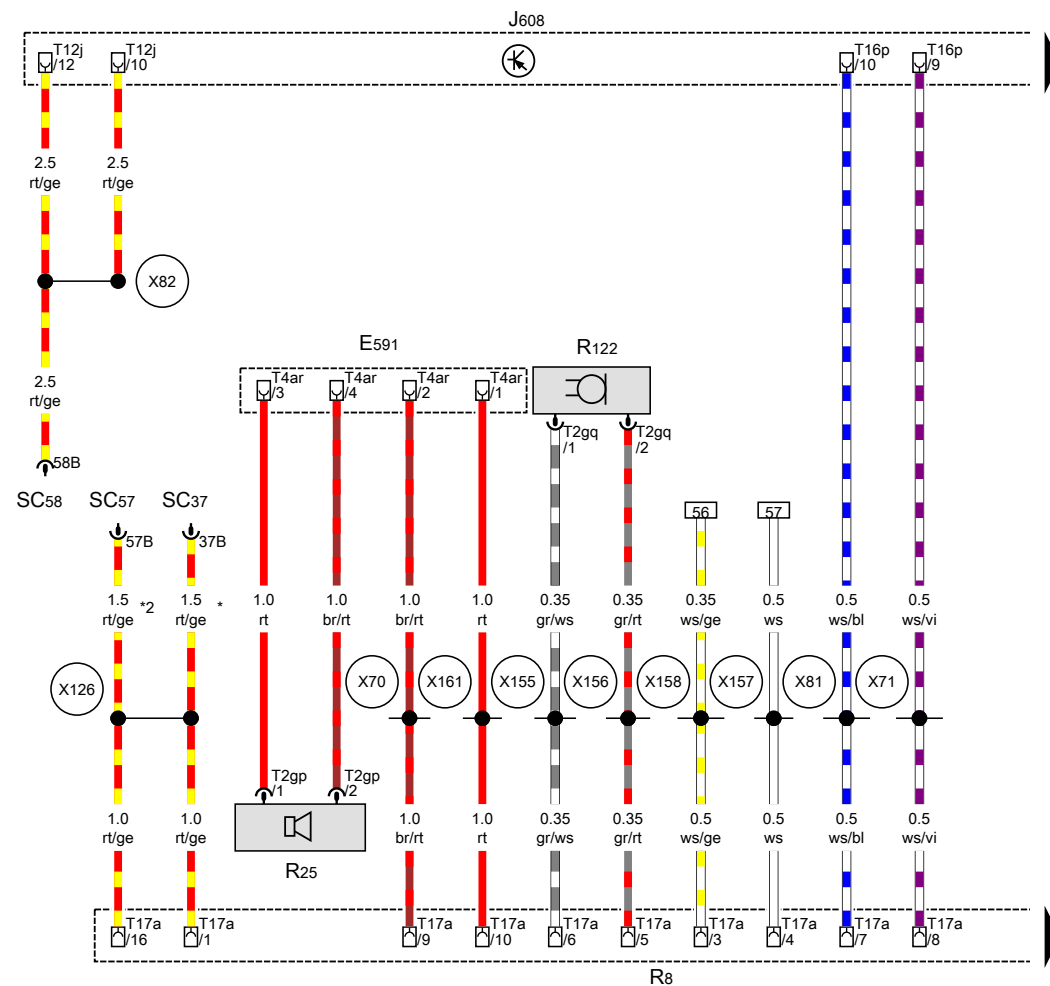 J608
T12j T12j T16p T16p
/12 /10 /10 /9
2.5 2.5
rt/ge rt/ge
X82
E591 R122
T4ar T4ar T4ar T4ar
/3 /4 /2 /1
2.5
rt/ge
T2gq T2gq
/1 /2
58B
SC58 SC57 SC37
56 57
57B 37B
1.5 *2 1.5 * 1.0 1.0 1.0 1.0 0.35 0.35 0.35 0.5 0.5 0.5
rt/ge rt/ge rt br/rt br/rt rt gr/ws gr/rt ws/ge ws ws/bl ws/vi
X126 X70 X161 X155 X156 X158 X157 X81 X71
T2gp T2gp
/1 /2
1.0 1.0 1.0 1.0 0.35 0.35 0.5 0.5 0.5 0.5
rt/ge rt/ge br/rt rt gr/ws gr/rt ws/ge ws ws/bl ws/vi
R25
T17a T17a T17a T17a T17a T17a T17a T17a T17a T17a
/16 /1 /9 /10 /6 /5 /3 /4 /7 /8
R8